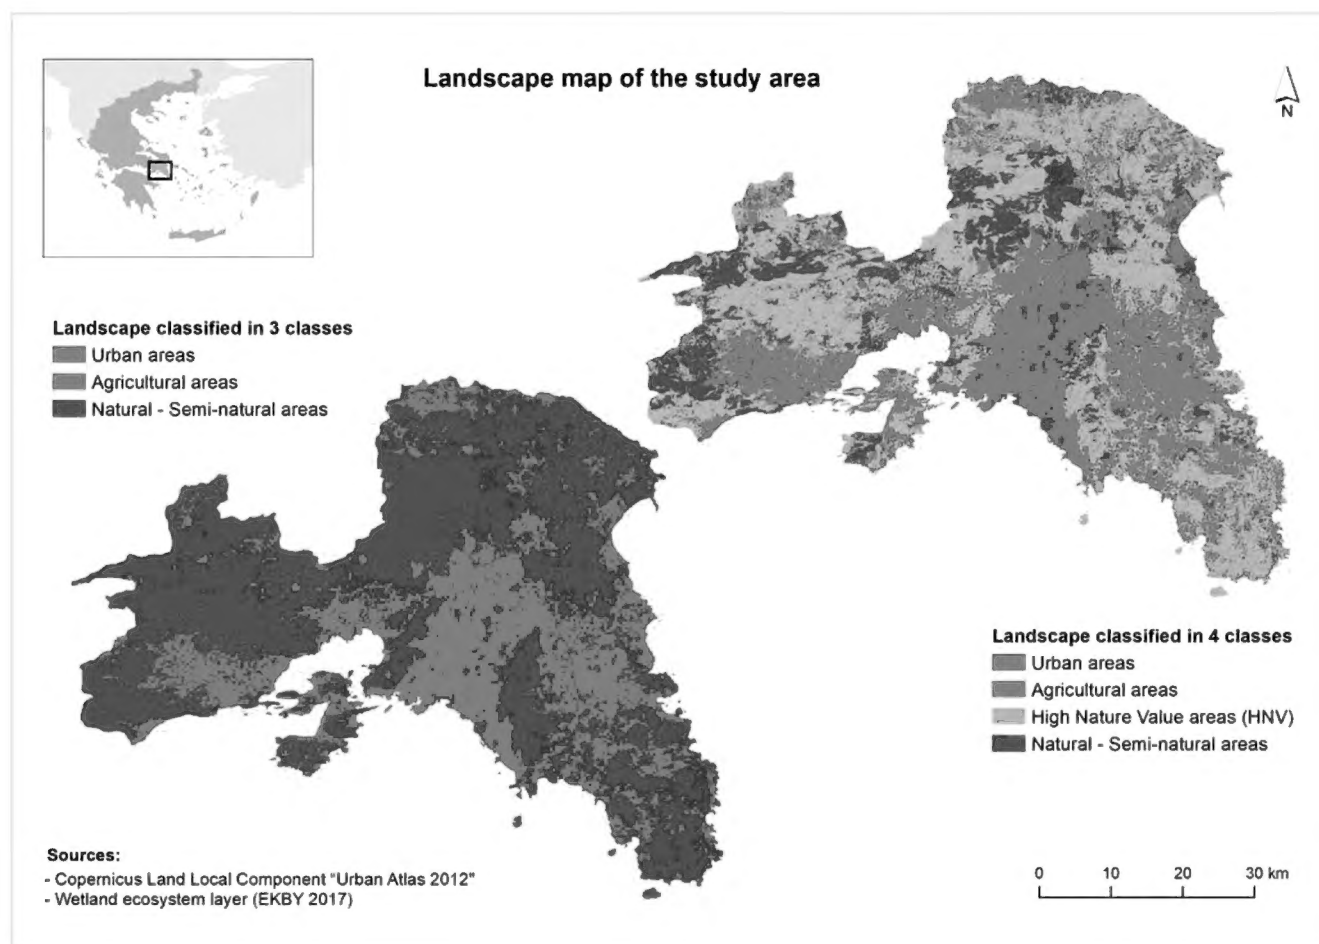 Landscape map of the study area
N
Landscape classified in 3 classes
Urban areas
Agricultural areas
Natural - Semi-natural areas
Landscape classified in 4 classes
Urban areas
Agricultural areas
High Nature Value areas (HNV)
Natural - Semi-natural areas
Sources:
- Copernicus Land Local Component "Urban Atlas 2012"
- Wetland ecosystem layer (EKBY 2017)
0 10 20 30 km